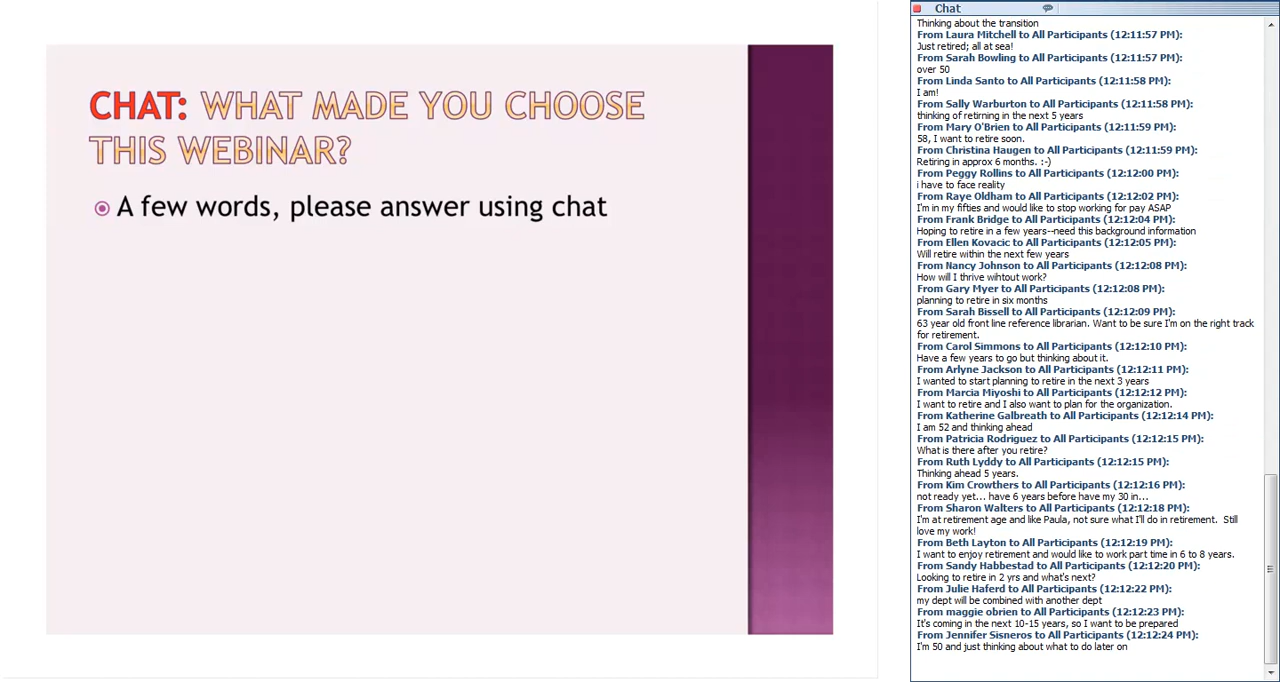 CHAT: WHAT MADE YOU CHOOSE
THIS WEBINAR?
A few words, please answer using chat
Chat
Thinking about the transition
From Laura Mitchell to All Participants (12:11:57 PM):
Just retired; all at sea!
From Sarah Bowling to All Participants (12:11:57 PM):
over 50
From Linda Santo to All Participants (12:11:58 PM):
I am!
From Sally Warburton to All Participants (12:11:58 PM):
thinking of retirning in the next 5 years
From Mary O'Brien to All Participants (12:11:59 PM):
58, I want to retire soon.
From Christina Haugen to All Participants (12:11:59 PM):
Retiring in approx 6 months. :-)
From Peggy Rollins to All Participants (12:12:00 PM):
i have to face reality
From Raye Oldham to All Participants (12:12:02 PM):
I'm in my fifties and would like to stop working for pay ASAP
From Frank Bridge to All Participants (12:12:04 PM):
Hoping to retire in a few years--need this background information
From Ellen Kovacic to All Participants (12:12:05 PM):
Will retire within the next few years
From Nancy Johnson to All Participants (12:12:08 PM):
How will I thrive wihtout work?
From Gary Myer to All Participants (12:12:08 PM):
planning to retire in six months
From Sarah Bissell to All Participants (12:12:09 PM):
63 year old front line reference librarian. Want to be sure I'm on the right track
for retirement.
From Carol Simmons to All Participants (12:12:10 PM):
Have a few years to go but thinking about it.
From Arlyne Jackson to All Participants (12:12:11 PM):
I wanted to start planning to retire in the next 3 years
From Marcia Miyoshi to All Participants (12:12:12 PM):
I want to retire and I also want to plan for the organization.
From Katherine Galbreath to All Participants (12:12:14 PM):
I am 52 and thinking ahead
From Patricia Rodriguez to All Participants (12:12:15 PM):
What is there after you retire?
From Ruth Lyddy to All Participants (12:12:15 PM):
Thinking ahead 5 years.
From Kim Crowthers to All Participants (12:12:16 PM):
not ready yet... have 6 years before have my 30 in...
From Sharon Walters to All Participants (12:12:18 PM):
I'm at retirement age and like Paula, not sure what I'll do in retirement.  Still
love my work!
From Beth Layton to All Participants (12:12:19 PM):
I want to enjoy retirement and would like to work part time in 6 to 8 years.
From Sandy Habbestad to All Participants (12:12:20 PM):
Looking to retire in 2 yrs and what's next?
From Julie Haferd to All Participants (12:12:22 PM):
my dept will be combined with another dept
From maggie obrien to All Participants (12:12:23 PM):
It's coming in the next 10-15 years, so I want to be prepared
From Jennifer Sisneros to All Participants (12:12:24 PM):
I'm 50 and just thinking about what to do later on